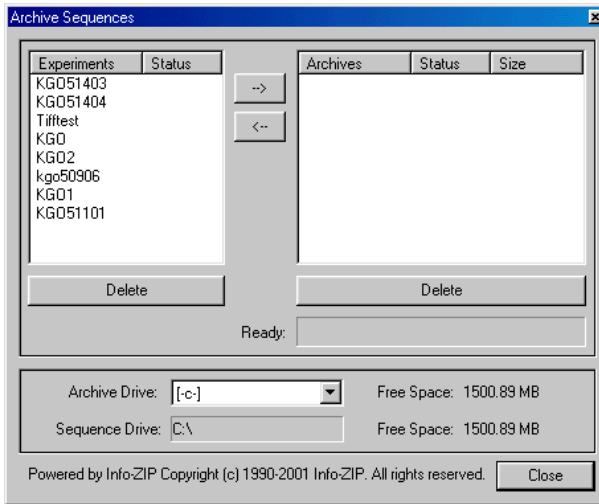 Archive Sequences
Experiments Status
KGO51403
KGO51404
Tifftest
KGO
KGO2
kgo50906
KGO1
KGO51101
-->
<--
Archives Status Size
Delete
Delete
Ready:
Archive Drive: [-c-] Free Space: 1500.89 MB
Sequence Drive: C:\ Free Space: 1500.89 MB
Powered by Info-ZIP Copyright (c) 1990-2001 Info-ZIP. All rights reserved. Close